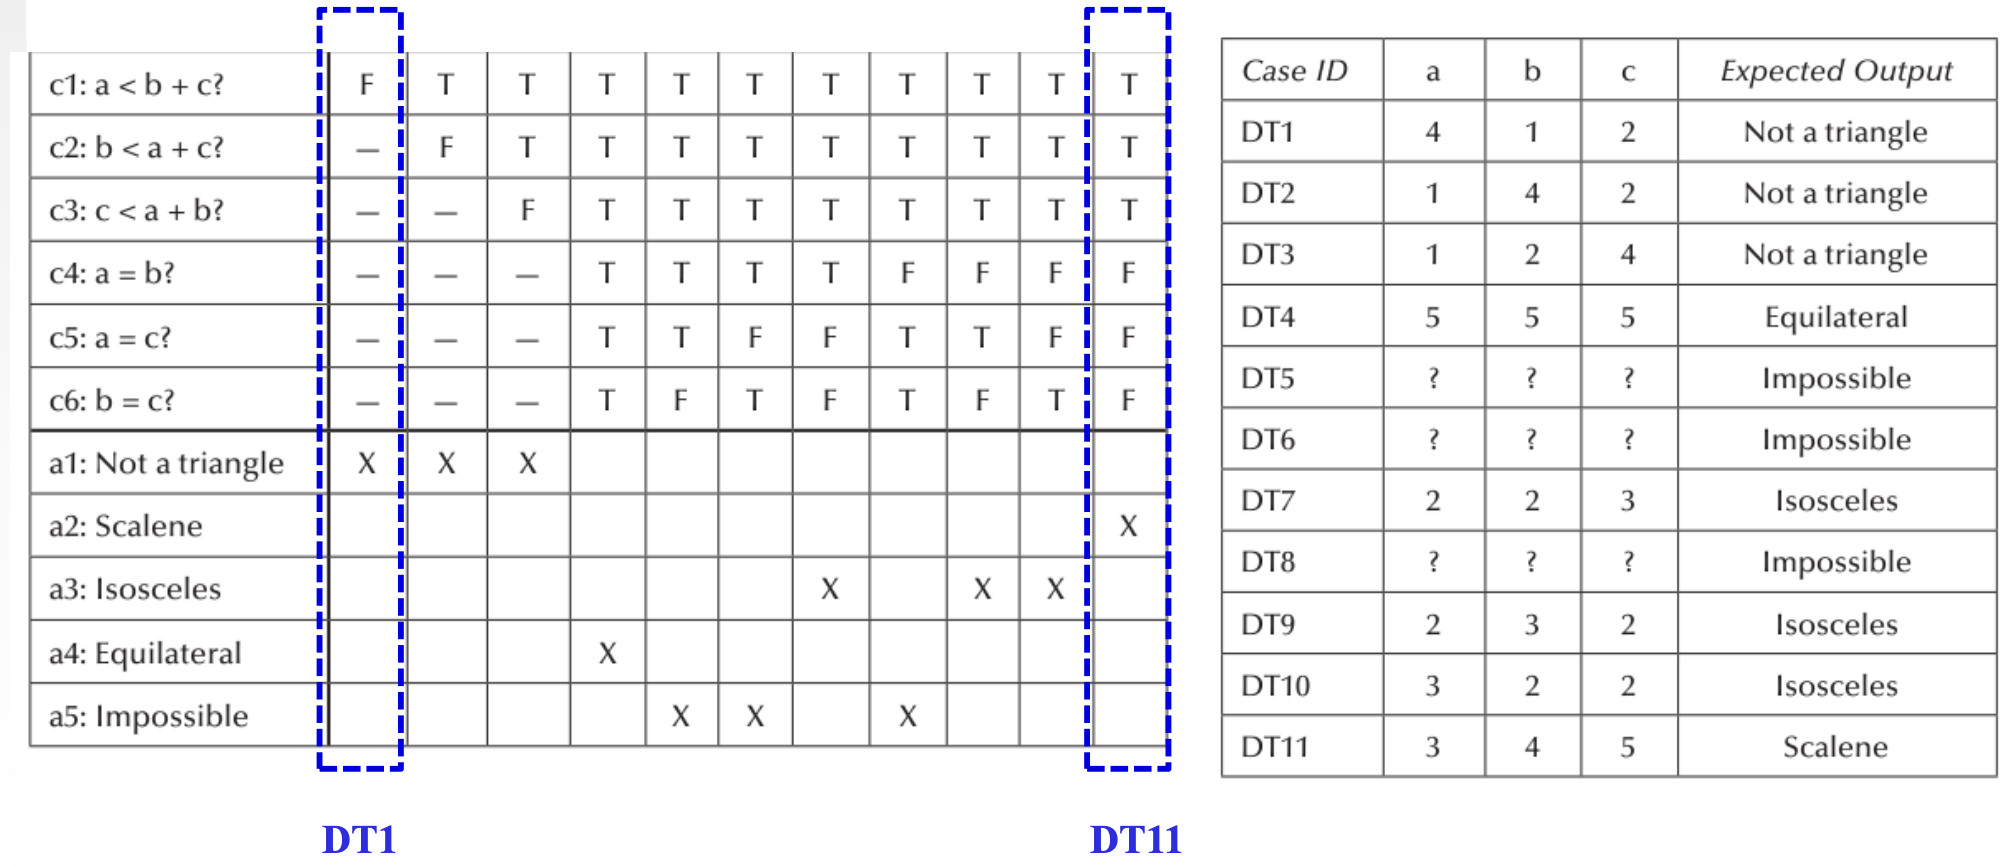 c1: a < b + c? F T T T T T T T T T T
c2: b < a + c? — F T T T T T T T T T
c3: c < a + b? — — F T T T T T T T T
c4: a = b? — — — T T T T F F F F
c5: a = c? — — — T T F F T T F F
c6: b = c? — — — T F T F T F T F
a1: Not a triangle X X X
a2: Scalene X
a3: Isosceles X X X
a4: Equilateral X
a5: Impossible X X X
DT1 DT11
Case ID a b c Expected Output
DT1 4 1 2 Not a triangle
DT2 1 4 2 Not a triangle
DT3 1 2 4 Not a triangle
DT4 5 5 5 Equilateral
DT5 ? ? ? Impossible
DT6 ? ? ? Impossible
DT7 2 2 3 Isosceles
DT8 ? ? ? Impossible
DT9 2 3 2 Isosceles
DT10 3 2 2 Isosceles
DT11 3 4 5 Scalene